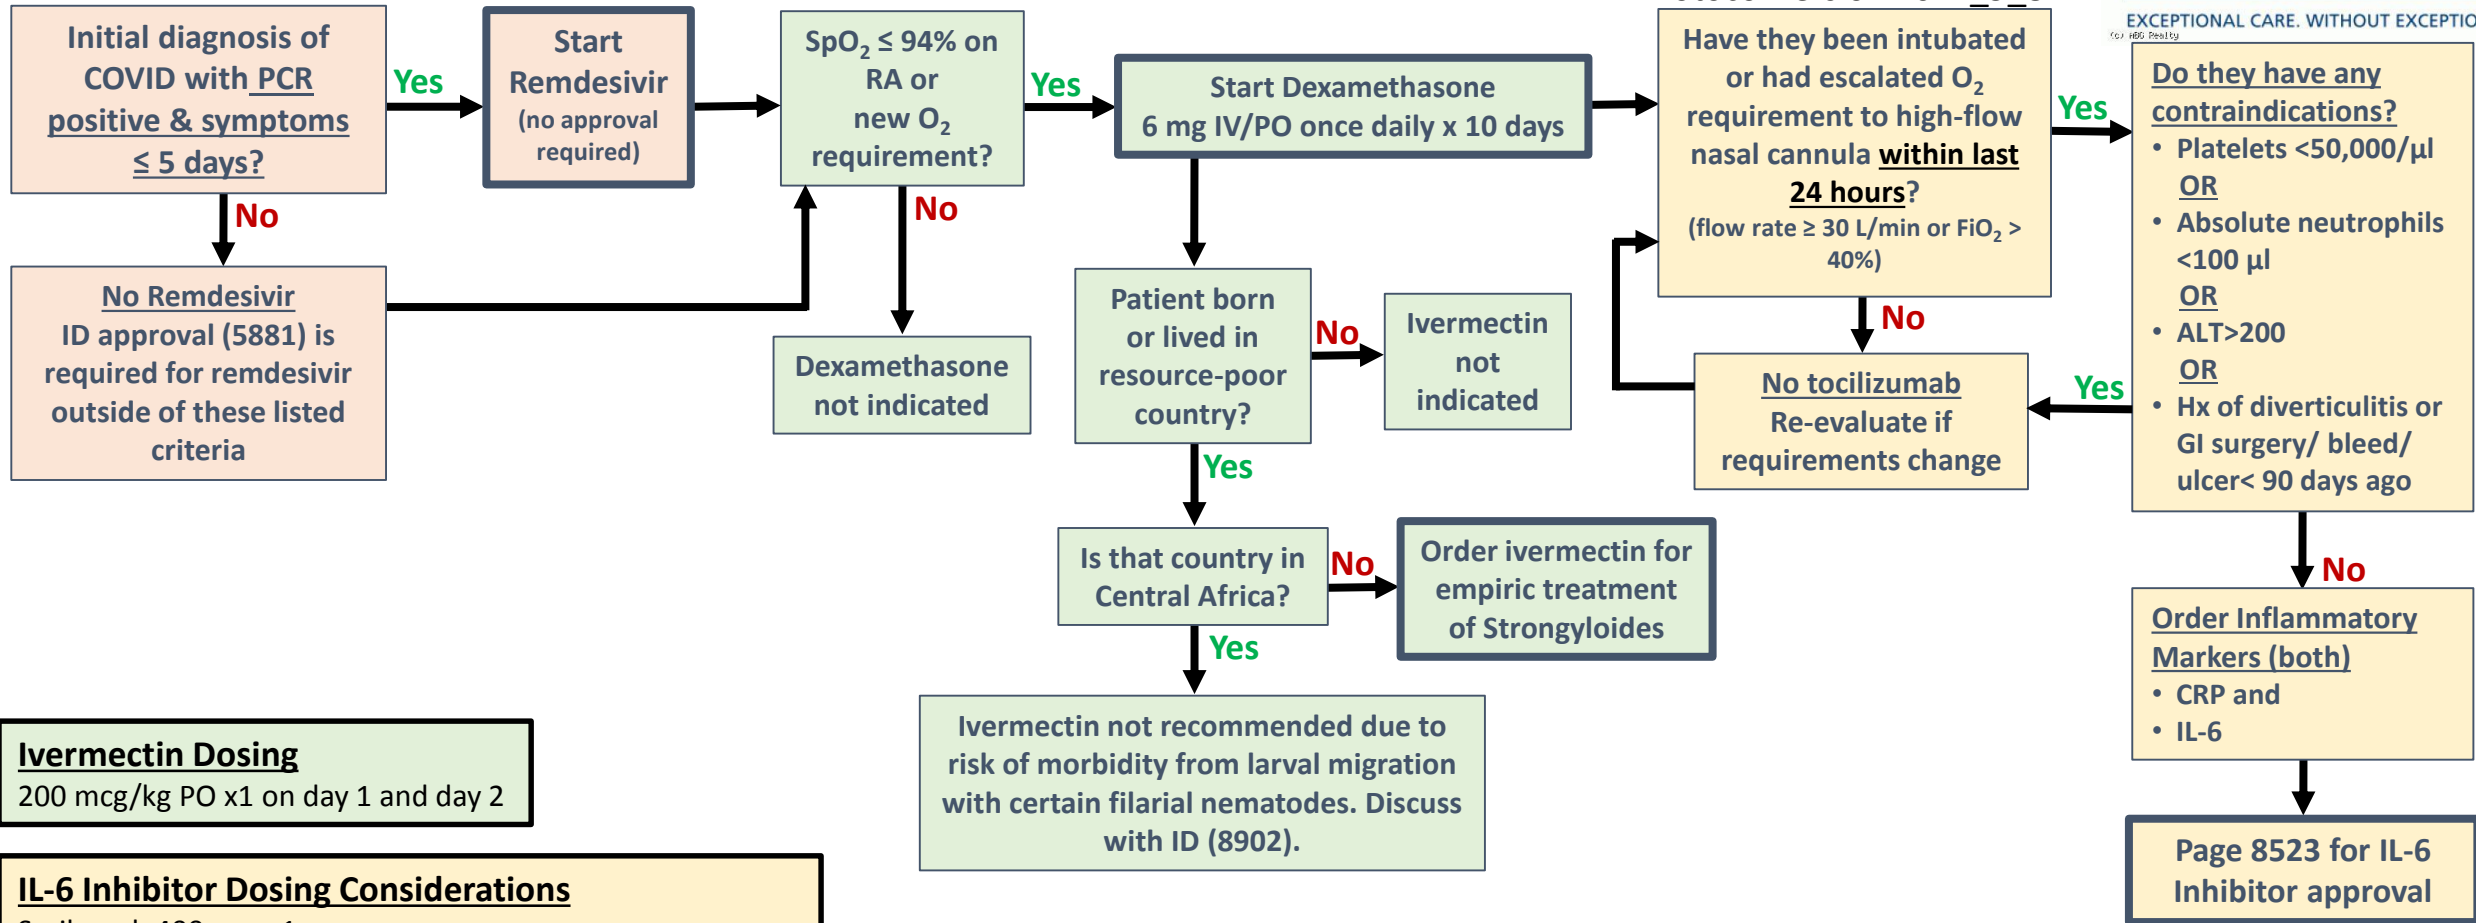 EXCEPTIONAL CARE. WITHOUT EXCEPTIO
(c) ABG Realty
Initial diagnosis of
COVID with PCR
positive & symptoms
≤ 5 days?
Yes
No
Start
Remdesivir
(no approval
required)
No Remdesivir
ID approval (5881) is
required for remdesivir
outside of these listed
criteria
SpO₂ ≤ 94% on
RA or
new O₂
requirement?
Yes
No
Dexamethasone
not indicated
Start Dexamethasone
6 mg IV/PO once daily x 10 days
Patient born
or lived in
resource-poor
country?
No
Ivermectin
not
indicated
Yes
Is that country in
Central Africa?
No
Order ivermectin for
empiric treatment
of Strongyloides
Yes
Ivermectin not recommended due to
risk of morbidity from larval migration
with certain filarial nematodes. Discuss
with ID (8902).
Have they been intubated
or had escalated O₂
requirement to high-flow
nasal cannula within last
24 hours?
(flow rate ≥ 30 L/min or FiO₂ >
40%)
Yes
No
No tocilizumab
Re-evaluate if
requirements change
Do they have any
contraindications?
• Platelets <50,000/µl
OR
• Absolute neutrophils
<100 µl
OR
• ALT>200
OR
• Hx of diverticulitis or
GI surgery/ bleed/
ulcer< 90 days ago
Yes
No
Order Inflammatory
Markers (both)
• CRP and
• IL-6
Page 8523 for IL-6
Inhibitor approval
Ivermectin Dosing
200 mcg/kg PO x1 on day 1 and day 2
IL-6 Inhibitor Dosing Considerations